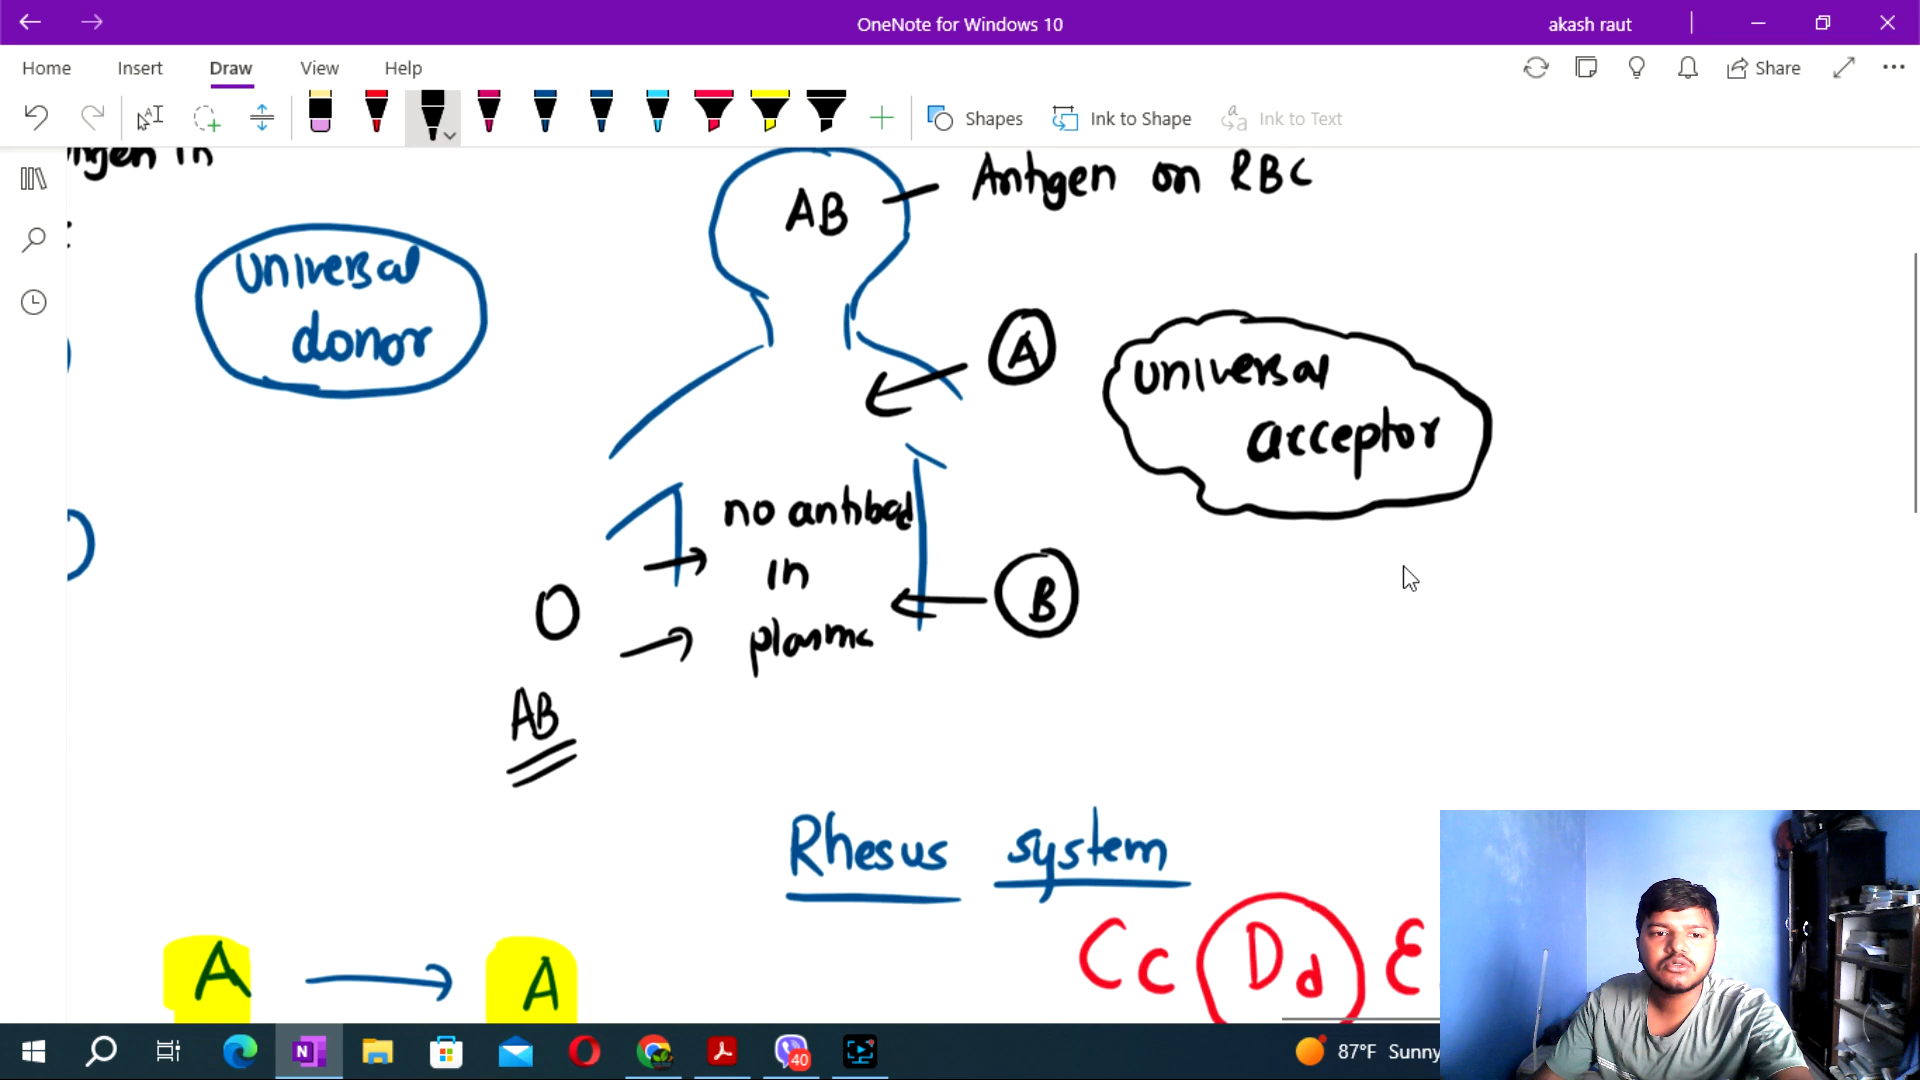 OneNote for Windows 10
akash raut
Home Insert Draw View Help
Share
Shapes
Ink to Shape
Ink to Text
in
AB
Antigen on RBC
universal
donor
A
universal
acceptor
no antibod
in
plasma
O
B
AB
Rhesus system
Cc Dd E
A
A
N
40
87°F Sunny